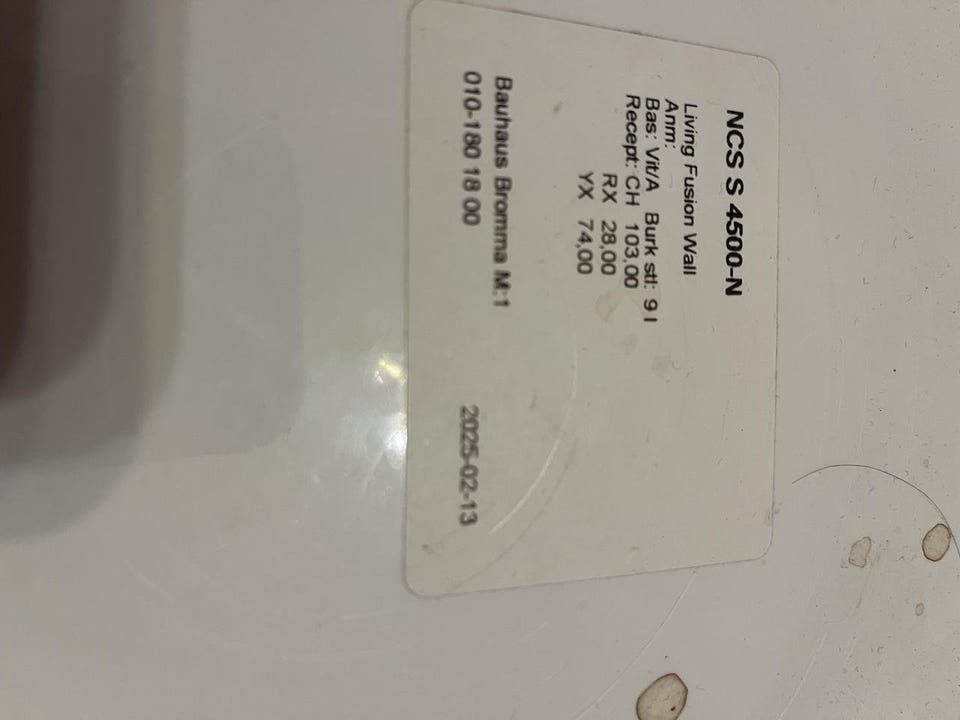 NCS S 4500-N
Living Fusion Wall
Anm:
Bas: Vit/A Burk stl: 9 l
Recept: CH 103,00
RX 28,00
YX 74,00
Bauhaus Bromma M:1
010-180 18 00 2025-02-13